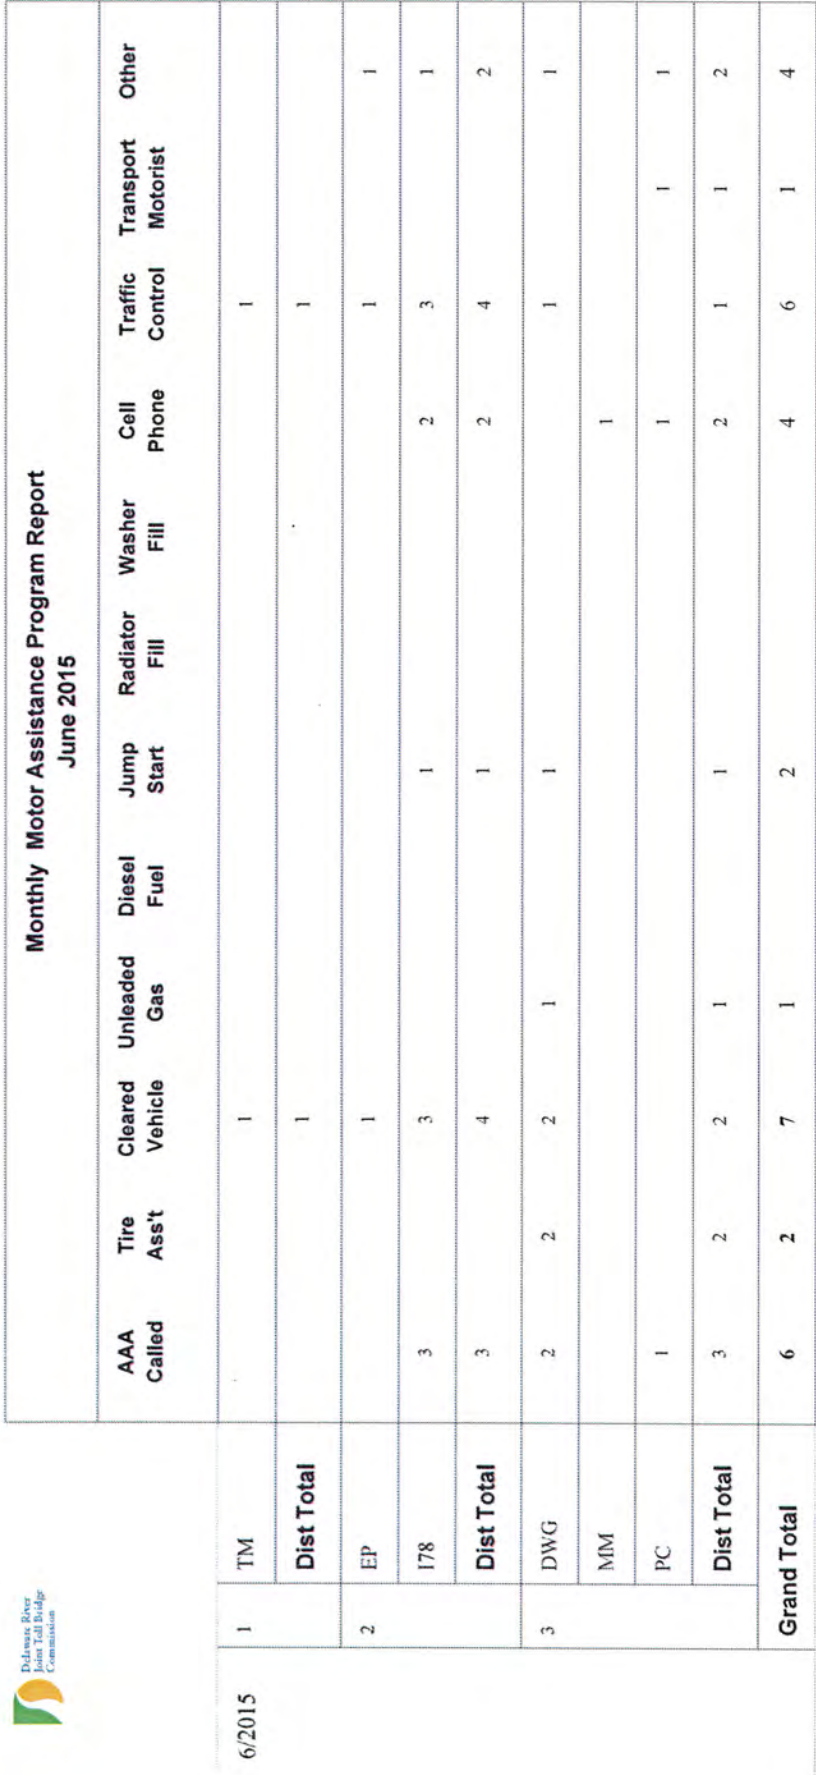 Delaware River
Joint Toll Bridge
Commission
Monthly Motor Assistance Program Report
June 2015
AAA Called Tire Ass't Cleared Vehicle Unleaded Gas Diesel Fuel Jump Start Radiator Fill Washer Fill Cell Phone Traffic Control Transport Motorist Other
6/2015 1 TM 1 1
Dist Total 1 1
2 EP 1 1 1
I78 3 3 1 2 3 1
Dist Total 3 4 1 2 4 2
3 DWG 2 2 2 1 1 1 1
MM 1
PC 1 1 1 1
Dist Total 3 2 2 1 1 2 1 1 2
Grand Total 6 2 7 1 2 4 6 1 4